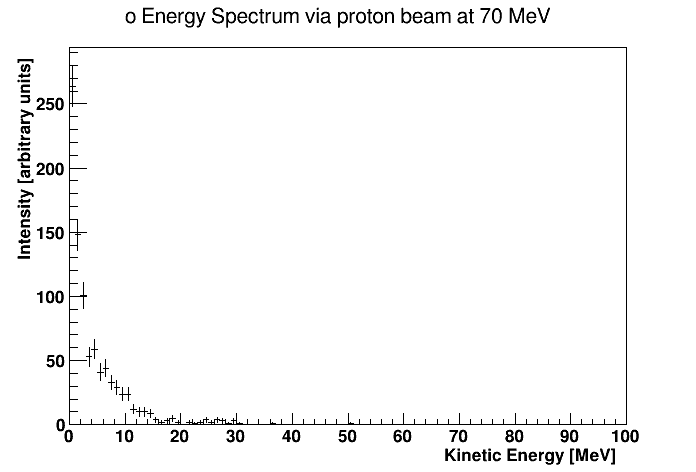 o Energy Spectrum via proton beam at 70 MeV
Intensity [arbitrary units]
250
200
150
100
50
0
0 10 20 30 40 50 60 70 80 90 100
Kinetic Energy [MeV]